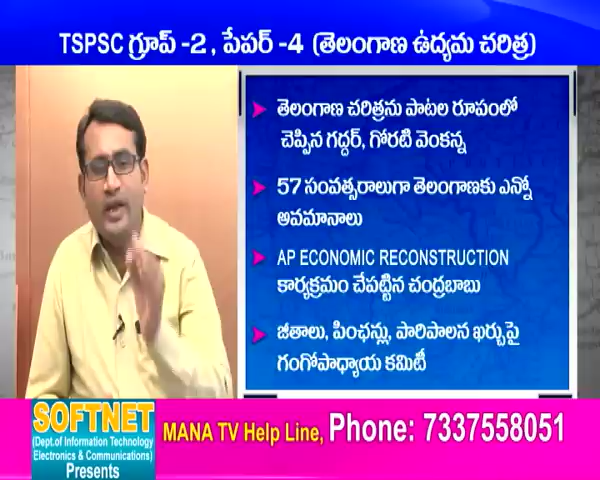 TSPSC గ్రూప్ -2, పేపర్ -4 (తెలంగాణ ఉద్యమ చరిత్ర)
తెలంగాణ చరిత్రను పాటల రూపంలో
చెప్పిన గద్దర్, గోరటి వెంకన్న
57 సంవత్సరాలుగా తెలంగాణకు ఎన్నో
అవమానాలు
AP ECONOMIC RECONSTRUCTION
కార్యక్రమం చేపట్టిన చంద్రబాబు
జీతాలు, పింఛన్లు, పారిపాలన ఖర్చుపై
గంగోపాధ్యాయ కమిటీ
SOFTNET
(Dept.of Information Technology
Electronics & Communications)
Presents
MANA TV Help Line, Phone: 7337558051